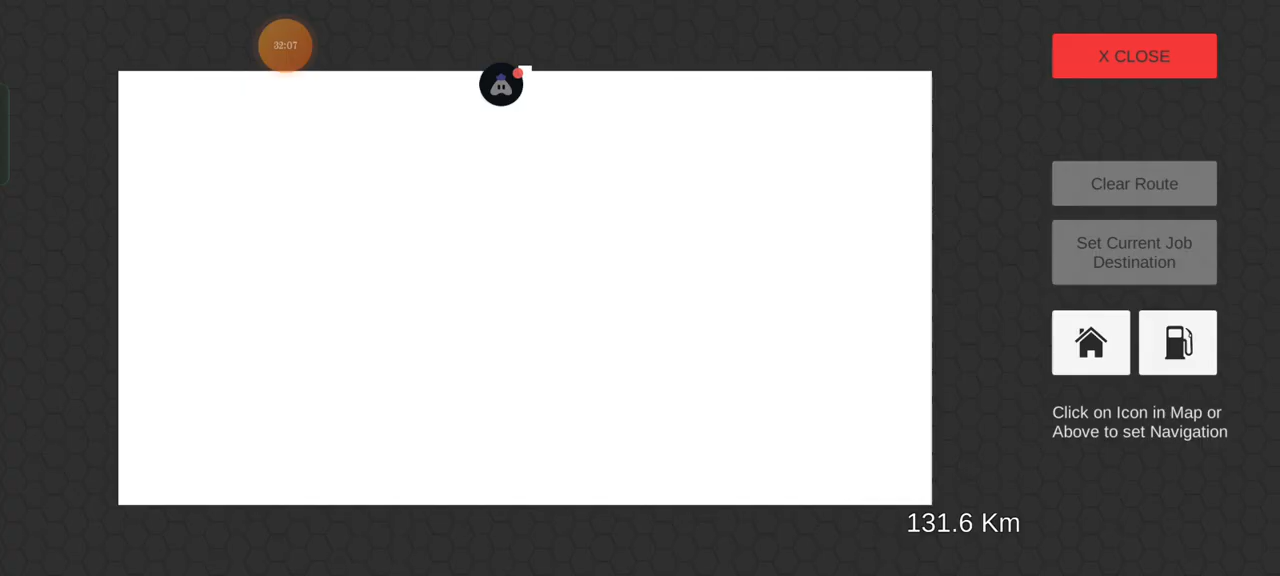 32:07
X CLOSE
Clear Route
Set Current Job
Destination
Click on Icon in Map or
Above to set Navigation
131.6 Km